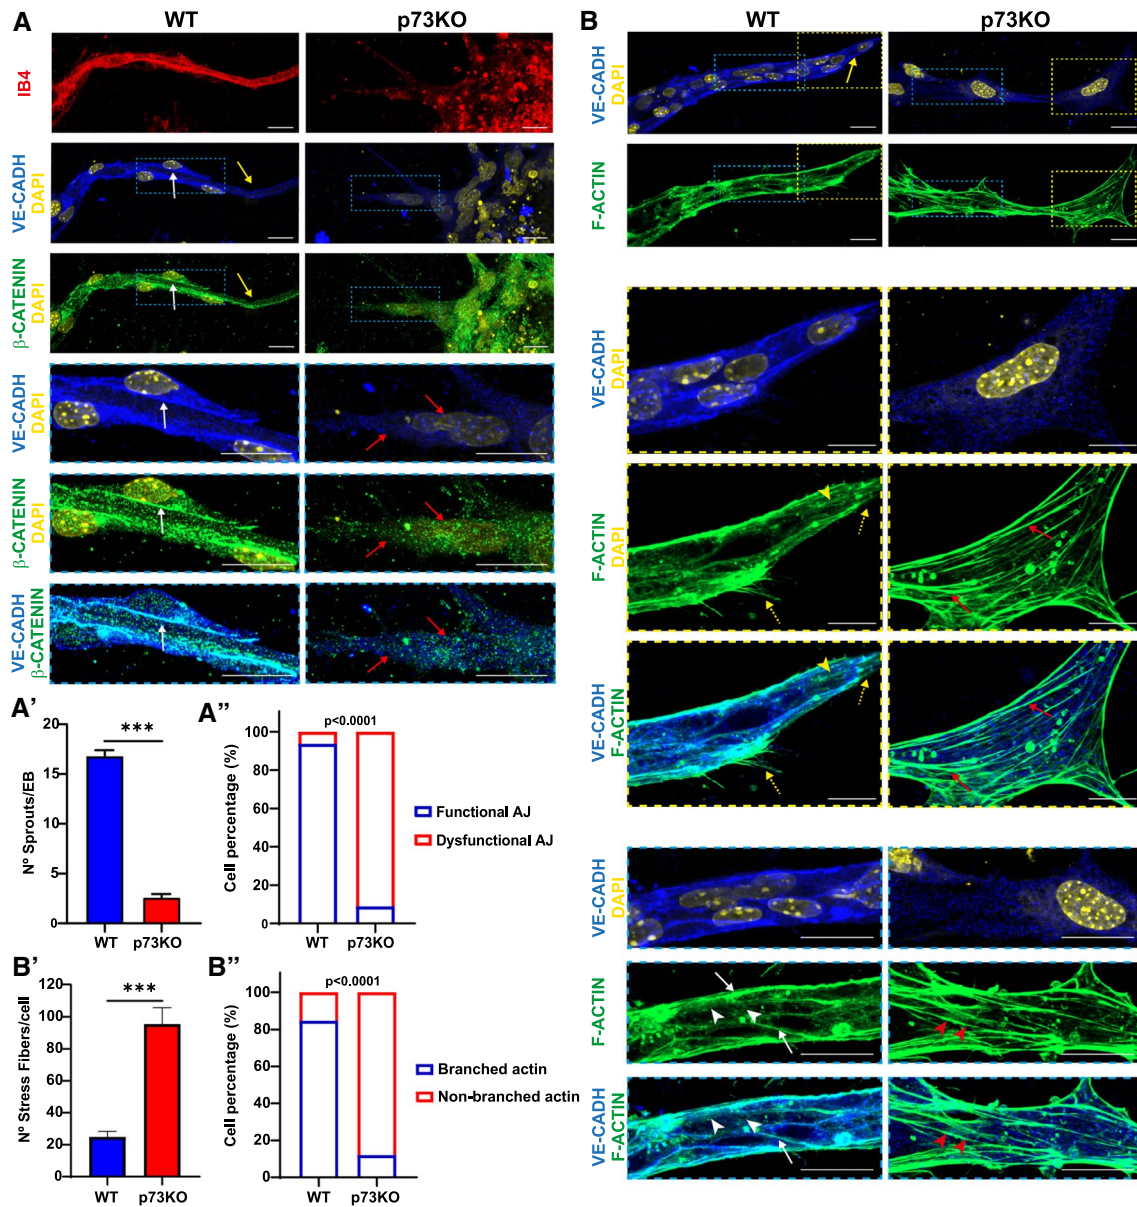 A
WT
p73KO
IB4
VE-CADH
DAPI
β-CATENIN
DAPI
VE-CADH
DAPI
β-CATENIN
DAPI
VE-CADH
β-CATENIN
A'
20
15
10
5
0
Nº Sprouts/EB
***
WT
p73KO
A''
p<0.0001
100
80
60
40
20
0
Cell percentage (%)
WT
p73KO
Functional AJ
Dysfunctional AJ
B'
120
100
80
60
40
20
0
Nº Stress Fibers/cell
***
WT
p73KO
B''
p<0.0001
100
80
60
40
20
0
Cell percentage (%)
WT
p73KO
Branched actin
Non-branched actin
B
WT
p73KO
VE-CADH
DAPI
F-ACTIN
VE-CADH
DAPI
F-ACTIN
DAPI
VE-CADH
F-ACTIN
VE-CADH
DAPI
F-ACTIN
VE-CADH
F-ACTIN